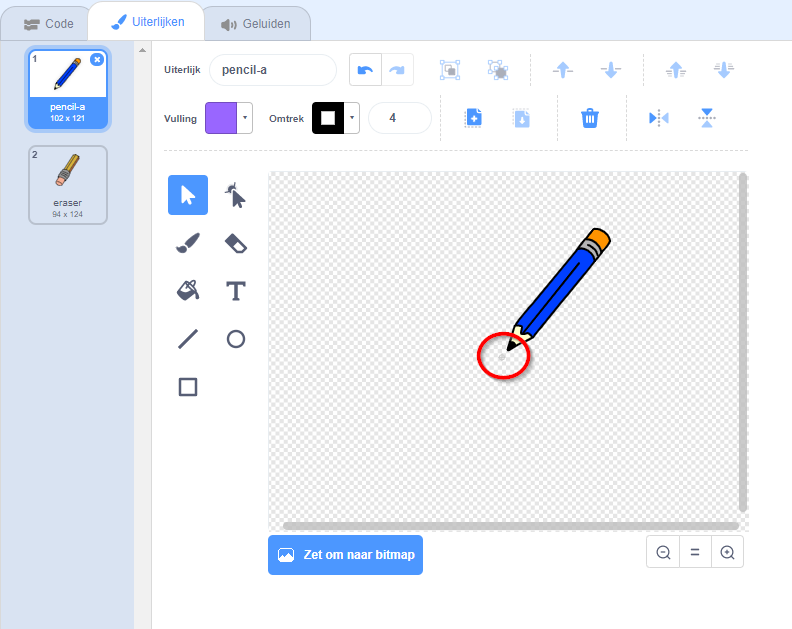 Code
Uiterlijken
Geluiden
1
pencil-a
102 x 121
2
eraser
94 x 124
Uiterlijk
pencil-a
Vulling
Omtrek
4
T
Zet om naar bitmap